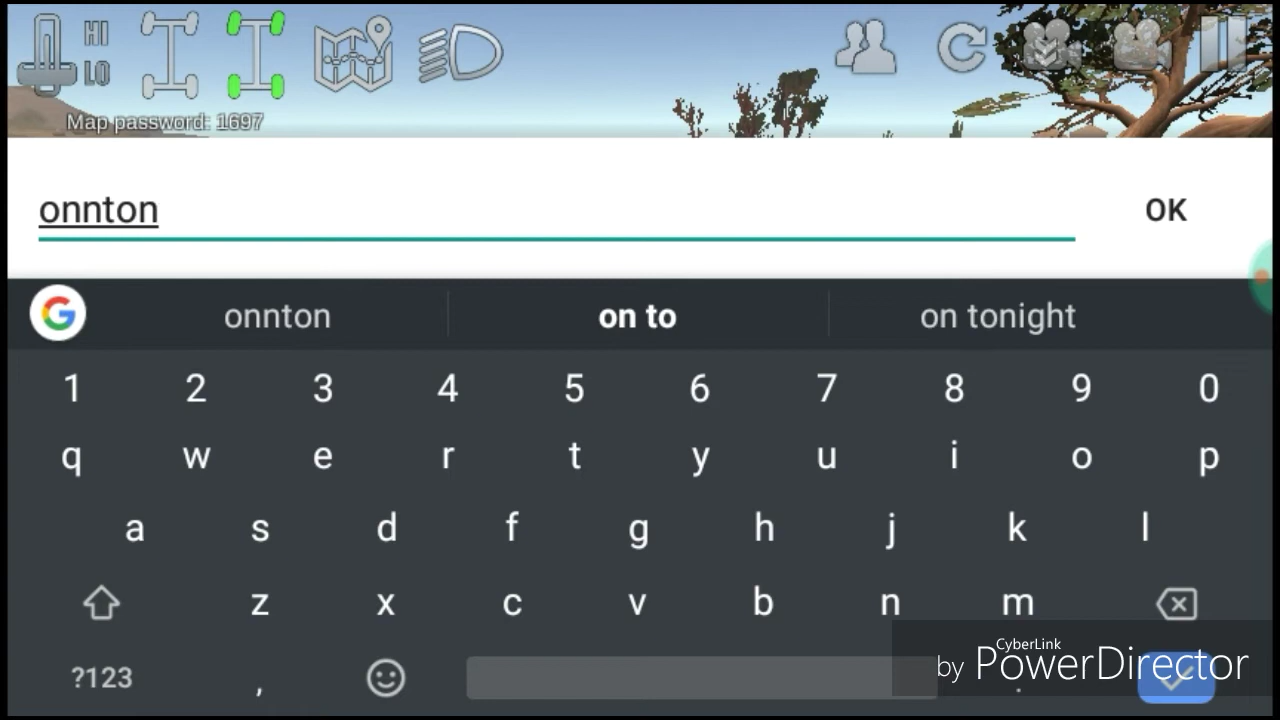 HI
LO
Map password: 1697
onnton
OK
onnton on to on tonight
1 2 3 4 5 6 7 8 9 0
q w e r t y u i o p
a s d f g h j k l
z x c v b n m
?123 , .
by CyberLink PowerDirector